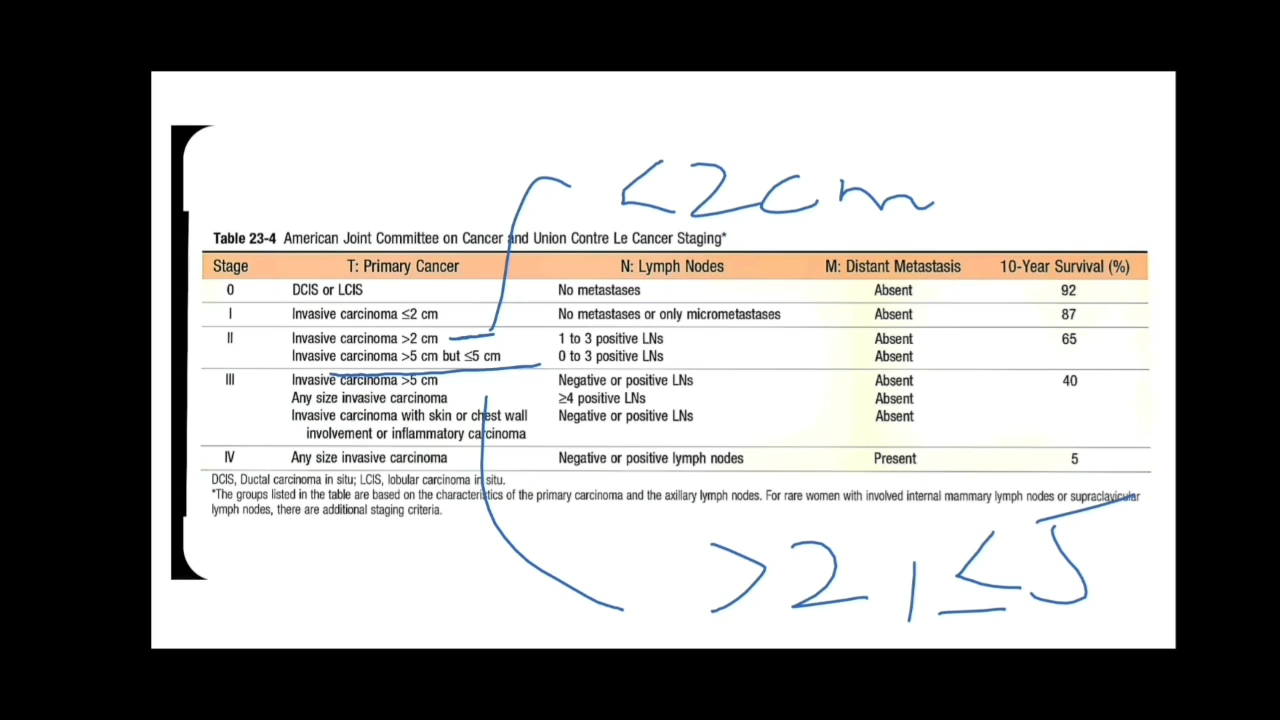 <2cm
Table 23-4 American Joint Committee on Cancer and Union Contre Le Cancer Staging*
Stage T: Primary Cancer N: Lymph Nodes M: Distant Metastasis 10-Year Survival (%)
0 DCIS or LCIS No metastases Absent 92
I Invasive carcinoma ≤2 cm No metastases or only micrometastases Absent 87
II Invasive carcinoma >2 cm 1 to 3 positive LNs Absent 65
Invasive carcinoma >5 cm but ≤5 cm 0 to 3 positive LNs Absent
III Invasive carcinoma >5 cm Negative or positive LNs Absent 40
Any size invasive carcinoma ≥4 positive LNs Absent
Invasive carcinoma with skin or chest wall Negative or positive LNs Absent
involvement or inflammatory carcinoma
IV Any size invasive carcinoma Negative or positive lymph nodes Present 5
DCIS, Ductal carcinoma in situ; LCIS, lobular carcinoma in situ.
*The groups listed in the table are based on the characteristics of the primary carcinoma and the axillary lymph nodes. For rare women with involved internal mammary lymph nodes or supraclavicular
lymph nodes, there are additional staging criteria.
>2, ≤5